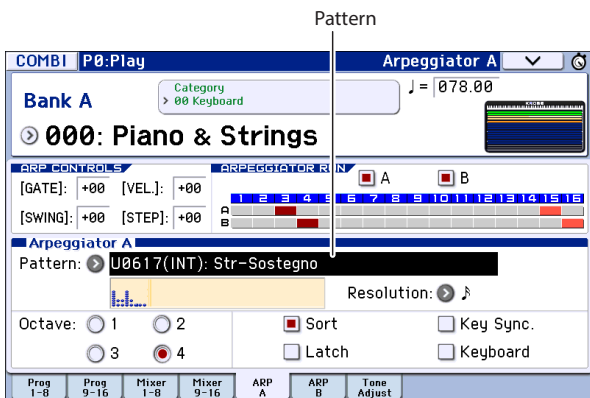 Pattern
COMBI P0:Play Arpeggiator A
Category
Bank A 00 Keyboard ♩= 078.00
KRONOS
000: Piano & Strings
ARP CONTROLS ARPEGGIATOR RUN A B
[GATE]: +00 [VEL.]: +00
1 2 3 4 5 6 7 8 9 10 11 12 13 14 15 16
A
[SWING]: +00 [STEP]: +00
B
Arpeggiator A
Pattern: U0617(INT): Str-Sostegno
Resolution: 𝅘𝅥𝅯
Octave: 1 2 Sort Key Sync.
3 4 Latch Keyboard
Prog 1-8 Prog 9-16 Mixer 1-8 Mixer 9-16 ARP A ARP B Tone Adjust